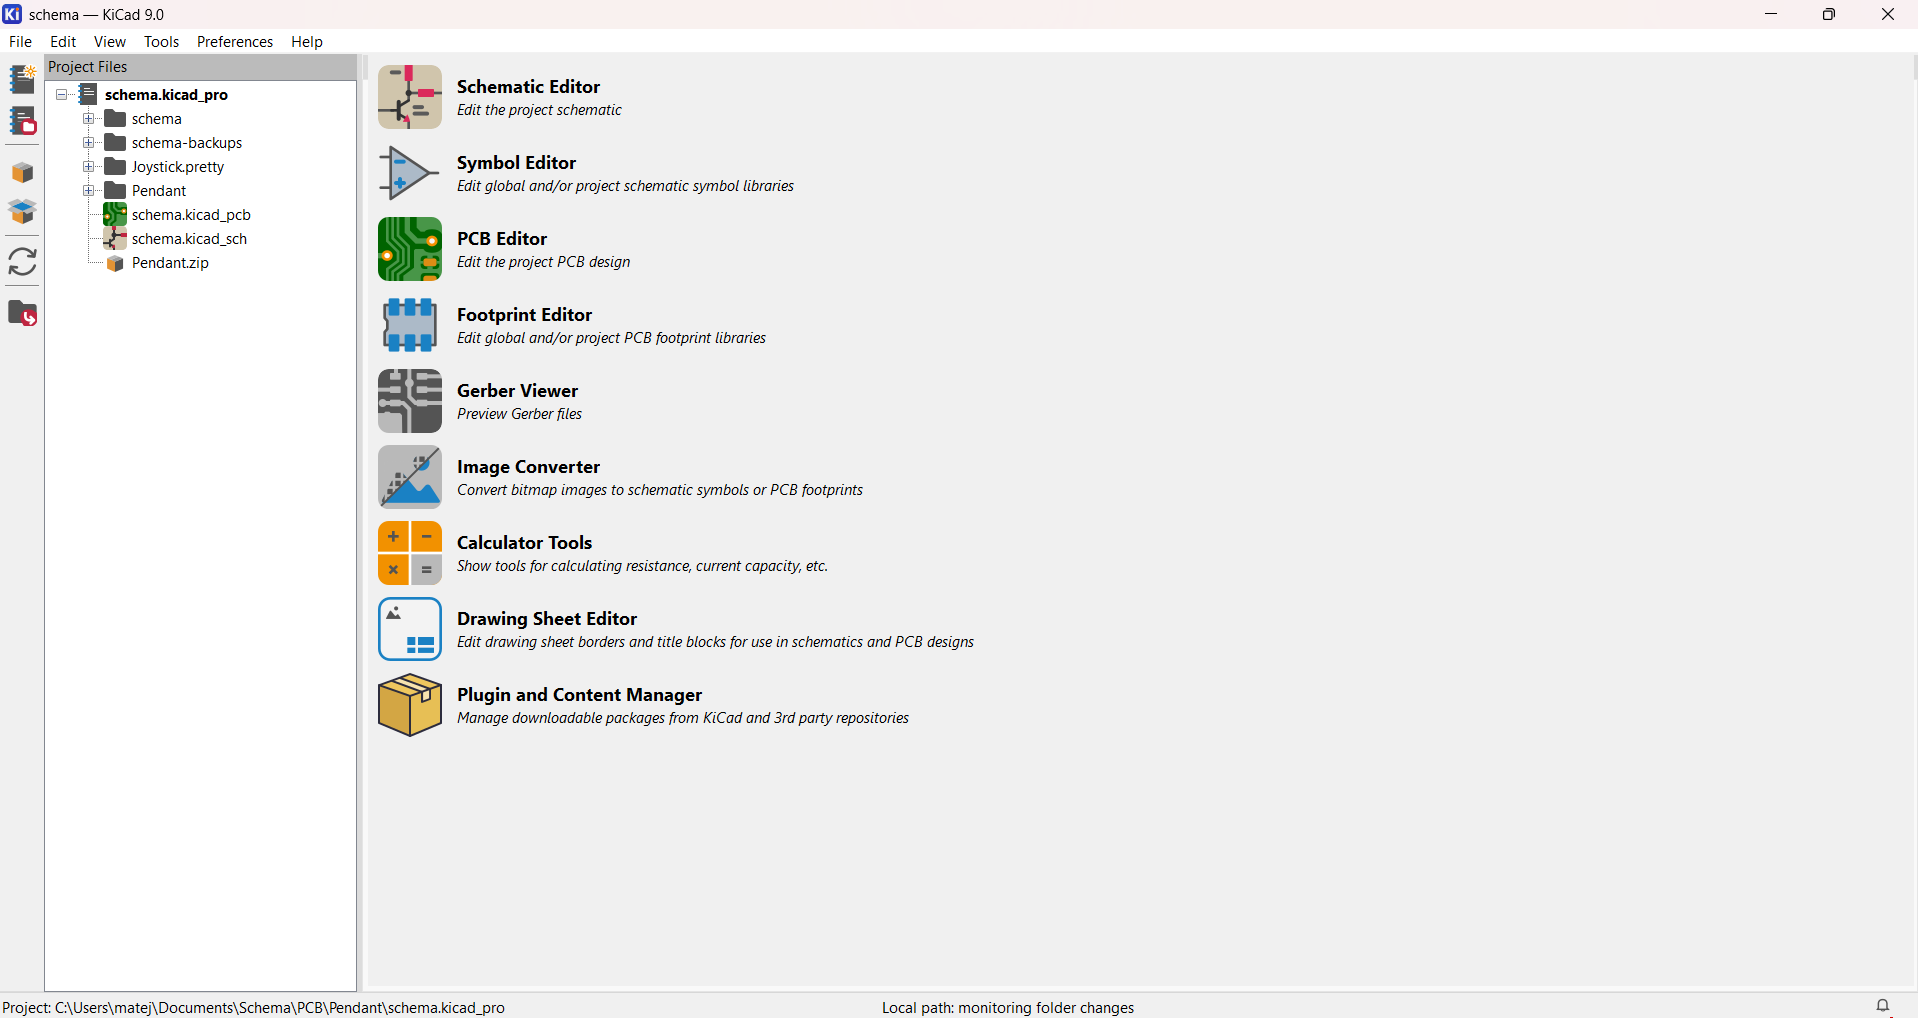 schema — KiCad 9.0
File Edit View Tools Preferences Help
Project Files
schema.kicad_pro
schema
schema-backups
Joystick.pretty
Pendant
schema.kicad_pcb
schema.kicad_sch
Pendant.zip
Schematic Editor
Edit the project schematic
Symbol Editor
Edit global and/or project schematic symbol libraries
PCB Editor
Edit the project PCB design
Footprint Editor
Edit global and/or project PCB footprint libraries
Gerber Viewer
Preview Gerber files
Image Converter
Convert bitmap images to schematic symbols or PCB footprints
Calculator Tools
Show tools for calculating resistance, current capacity, etc.
Drawing Sheet Editor
Edit drawing sheet borders and title blocks for use in schematics and PCB designs
Plugin and Content Manager
Manage downloadable packages from KiCad and 3rd party repositories
Project: C:\Users\matej\Documents\Schema\PCB\Pendant\schema.kicad_pro
Local path: monitoring folder changes